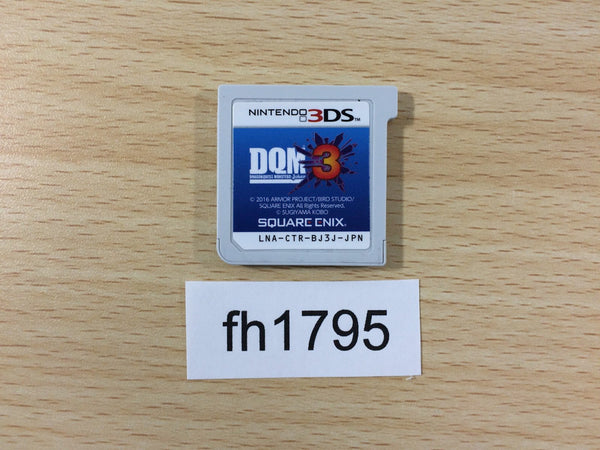 NINTENDO 3DS™
DQM 3
DRAGON QUEST MONSTERS Joker
© 2016 ARMOR PROJECT/BIRD STUDIO/
SQUARE ENIX All Rights Reserved.
© SUGIYAMA KOBO
SQUARE ENIX.
LNA-CTR-BJ3J-JPN
fh1795